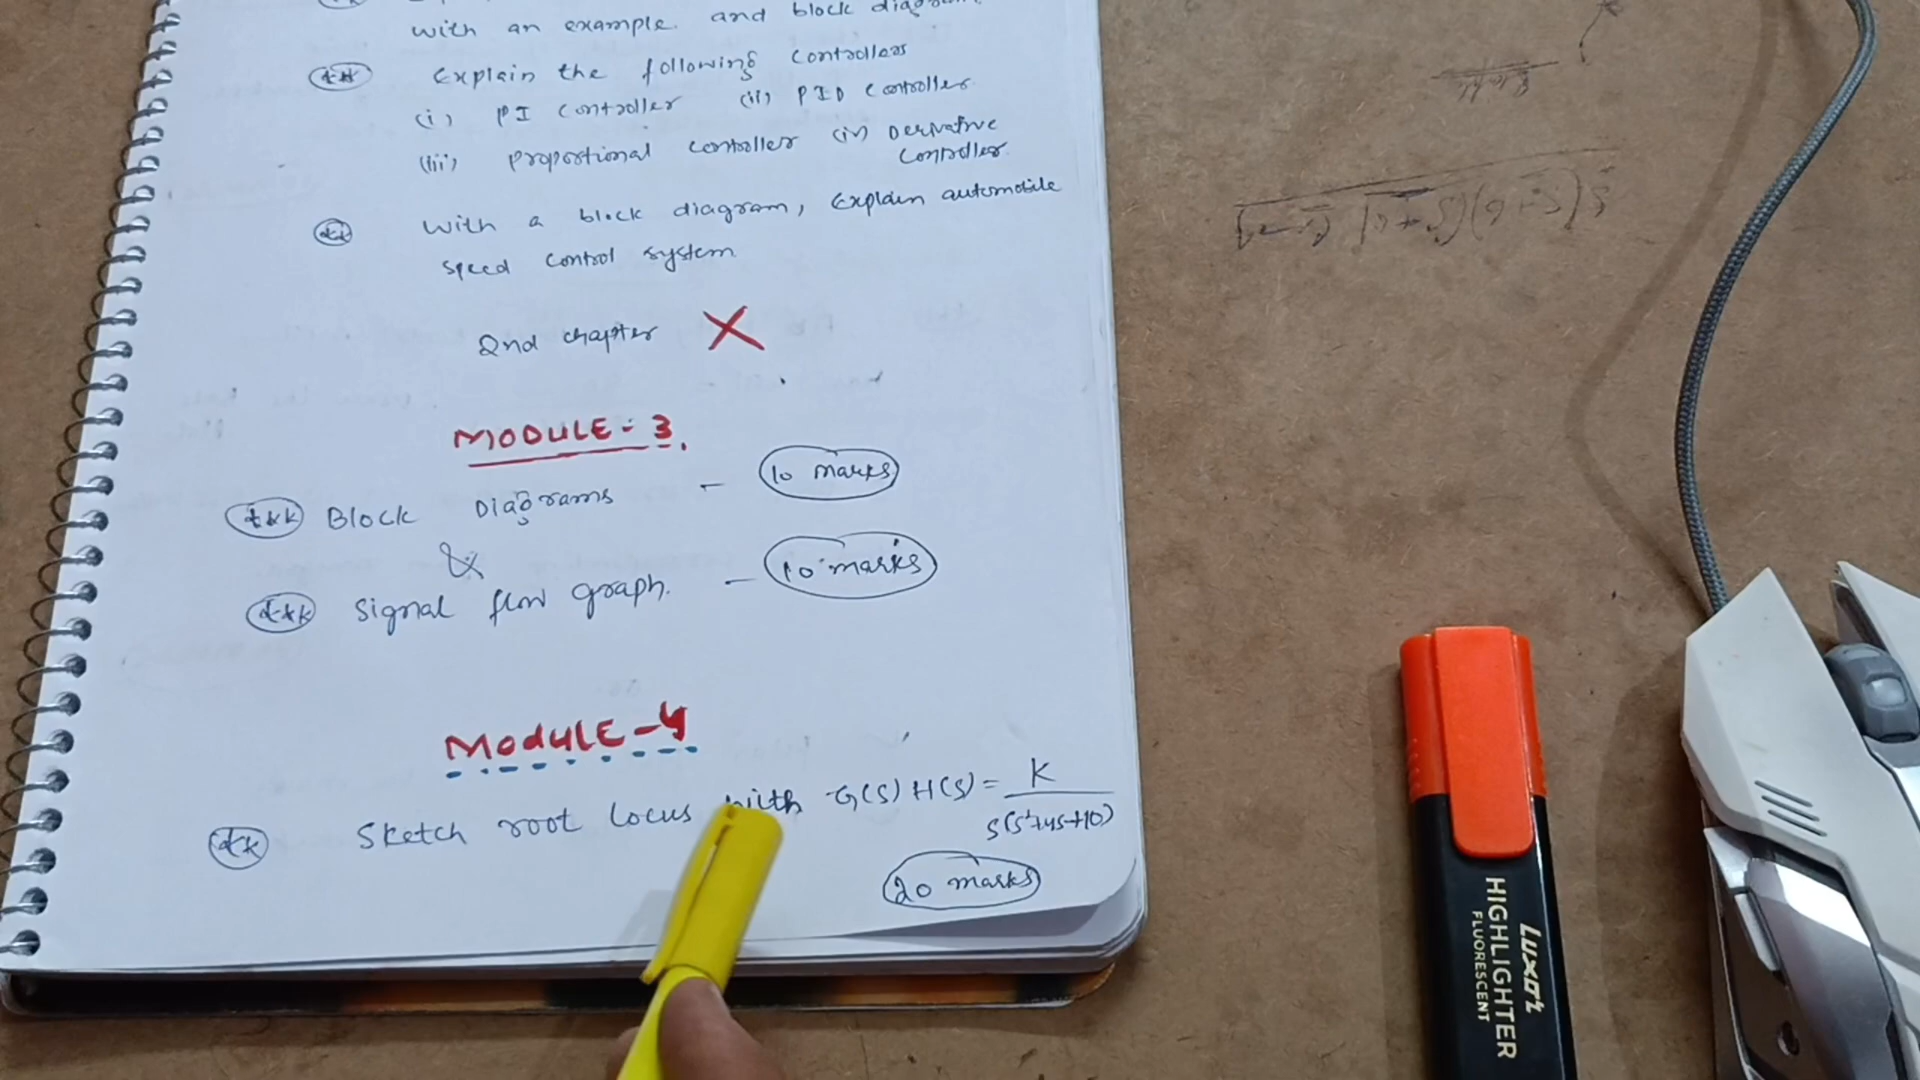 with an example. and block diagram.
** Explain the following controllers
(i) PI controller (ii) PID controller
(iii) proportional controller (iv) Derivative controller.
** with a block diagram, Explain automobile
speed control system.
2nd chapter X
MODULE: 3.
*** Block Diagrams - 10 marks
&
*** Signal flow graph. - 10 marks
MODULE-4
** Sketch root locus with G(s) H(s) = K / s(s²+4s+10)
20 marks
Luxor
HIGHLIGHTER
FLUORESCENT